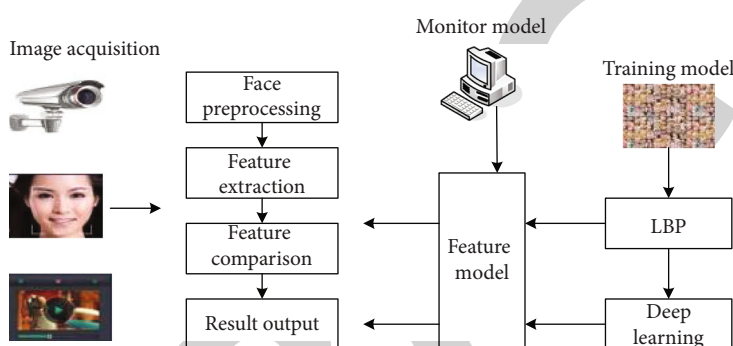 Monitor model
Image acquisition
Training model
Face
preprocessing
Feature
extraction
Feature
comparison
Result output
Feature
model
LBP
Deep
learning